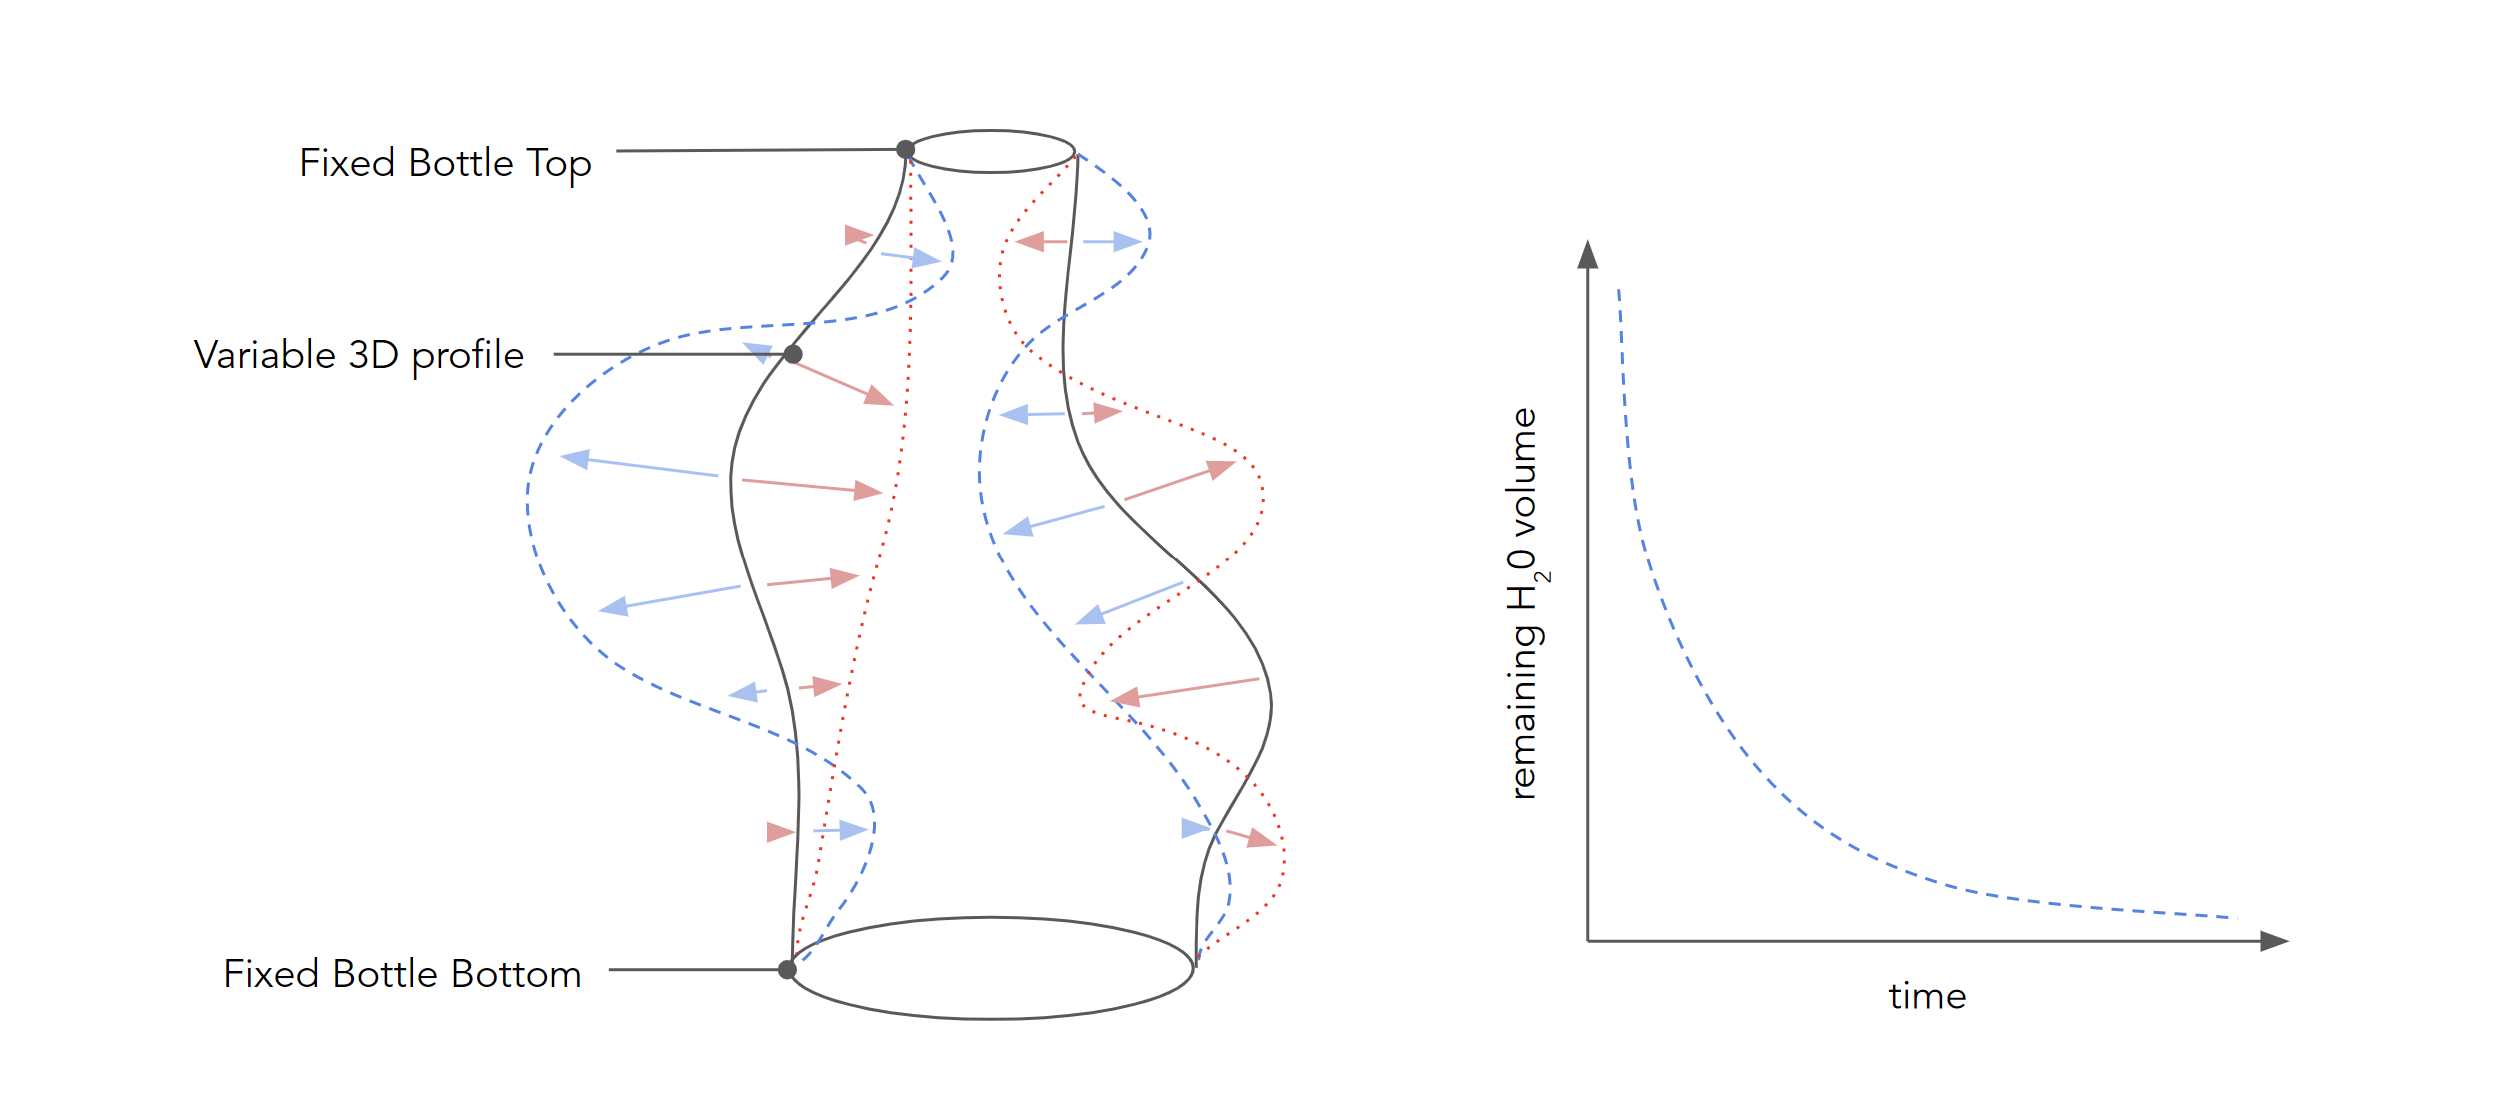 Fixed Bottle Top
Variable 3D profile
Fixed Bottle Bottom
remaining H20 volume
time